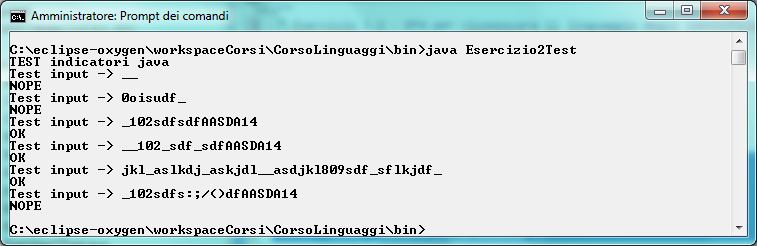 Amministratore: Prompt dei comandi
C:\eclipse-oxygen\workspaceCorsi\CorsoLinguaggi\bin>java Esercizio2Test
TEST indicatori java
Test input -> __
NOPE
Test input -> 0oisudf_
NOPE
Test input -> _102sdfsdfAASDA14
OK
Test input -> __102_sdf_sdfAASDA14
OK
Test input -> jkl_aslkdj_askjdl__asdjkl809sdf_sflkjdf_
OK
Test input -> _102sdfs:;/()dfAASDA14
NOPE
C:\eclipse-oxygen\workspaceCorsi\CorsoLinguaggi\bin>